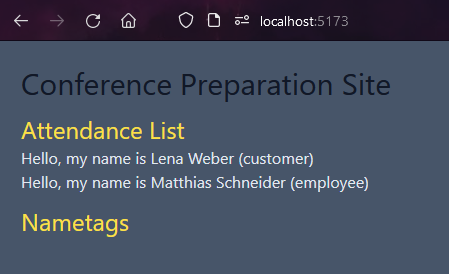 localhost:5173
Conference Preparation Site
Attendance List
Hello, my name is Lena Weber (customer)
Hello, my name is Matthias Schneider (employee)
Nametags